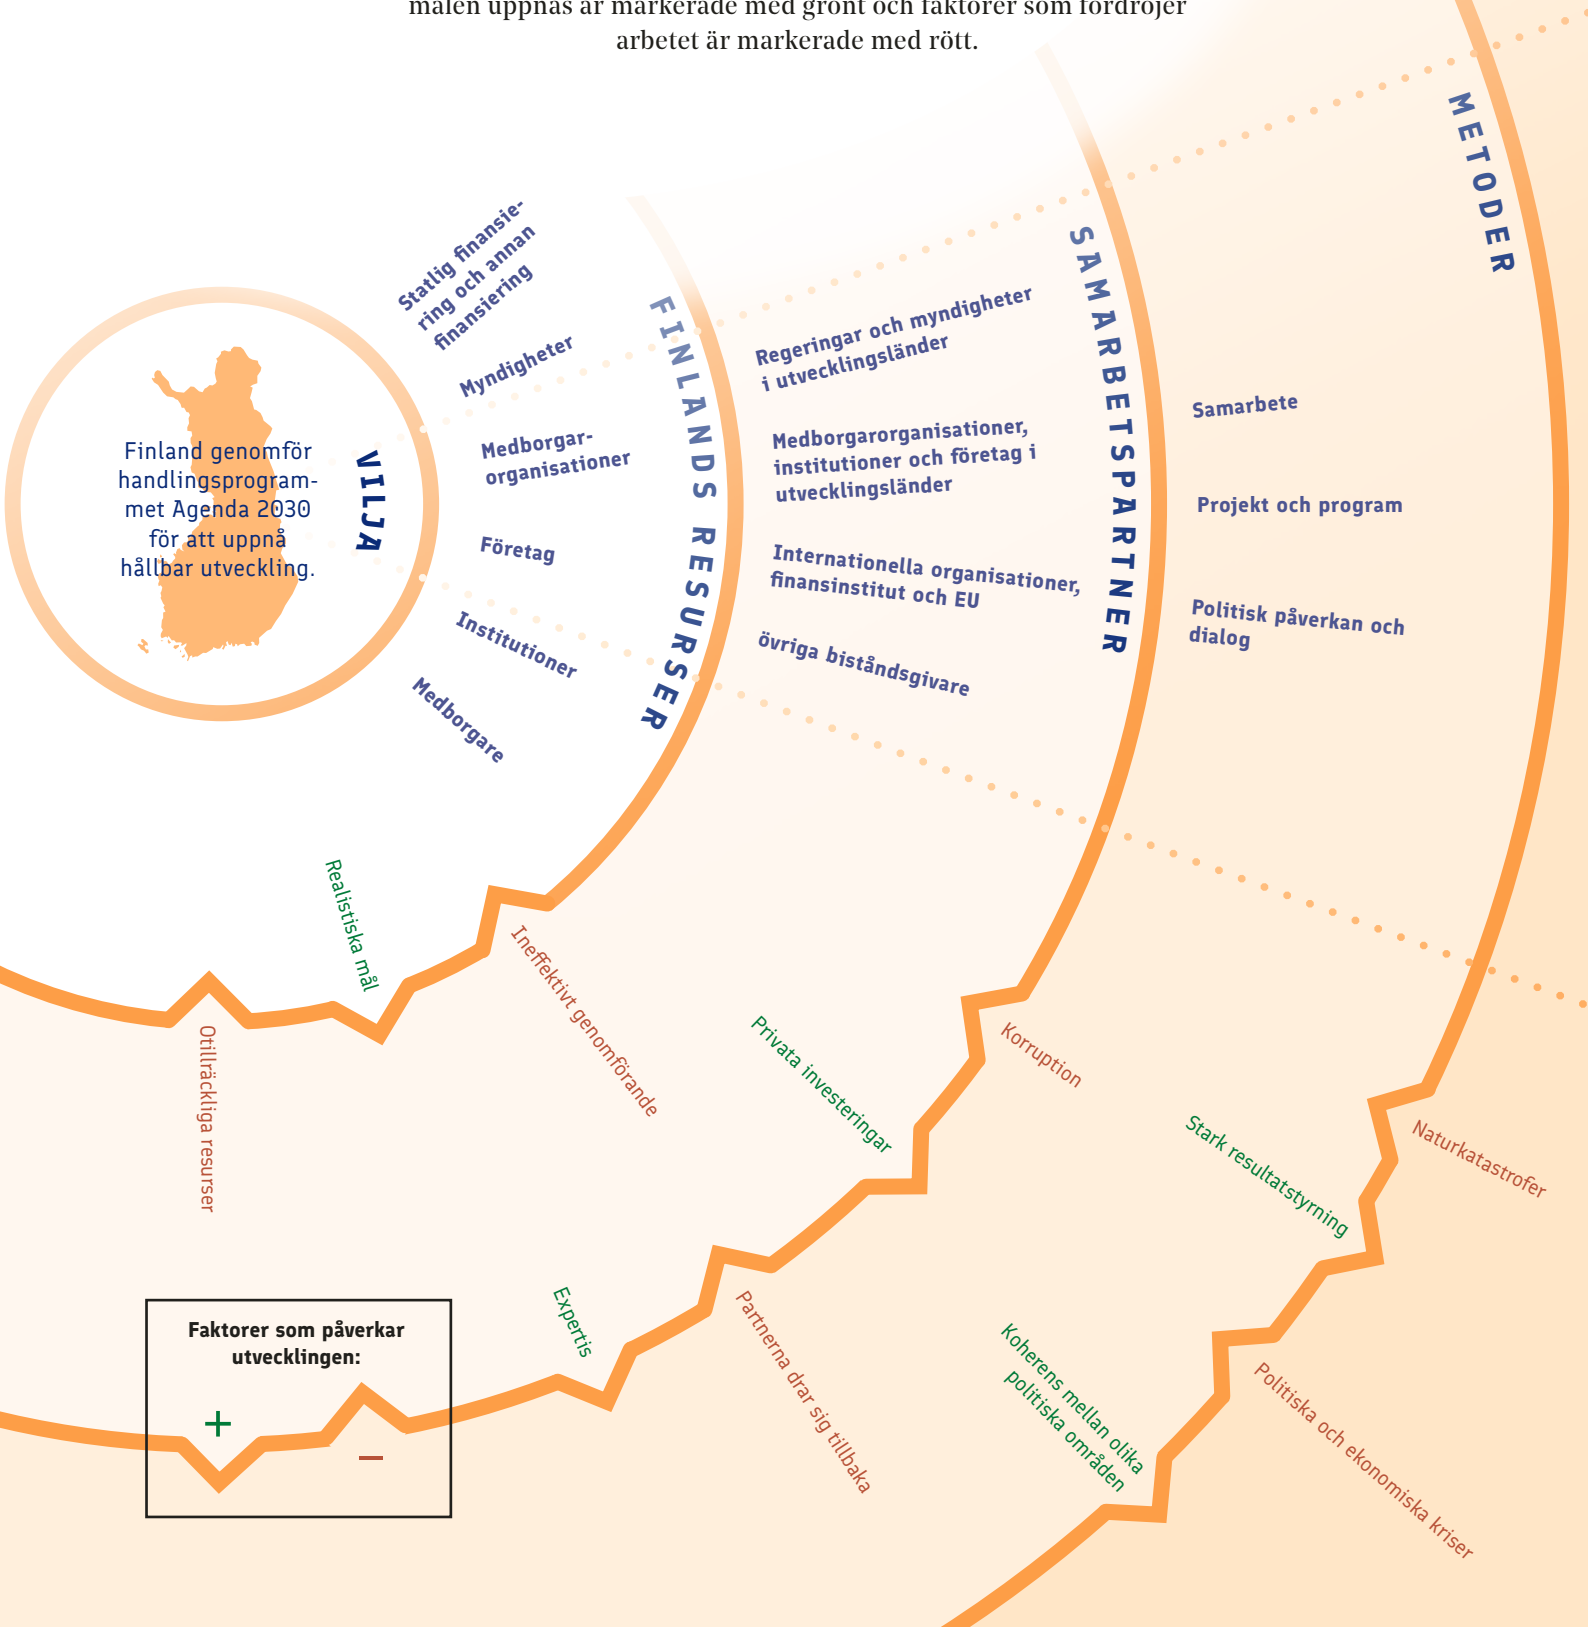 målen uppnås är markerade med grönt och faktorer som fördröjer
arbetet är markerade med rött.
Finland genomför
handlingsprogram-
met Agenda 2030
för att uppnå
hållbar utveckling.
VILJA
Statlig finansie-
ring och annan
finansiering
Myndigheter
Medborgar-
organisationer
Företag
Institutioner
Medborgare
FINLANDS RESURSER
Regeringar och myndigheter
i utvecklingsländer
Medborgarorganisationer,
institutioner och företag i
utvecklingsländer
Internationella organisationer,
finansinstitut och EU
övriga biståndsgivare
SAMARBETSPARTNER
Samarbete
Projekt och program
Politisk påverkan och
dialog
METODER
Realistiska mål
Otillräckliga resurser
Ineffektivt genomförande
Privata investeringar
Korruption
Expertis
Partnerna drar sig tillbaka
Stark resultatstyrning
Naturkatastrofer
Koherens mellan olika
politiska områden
Politiska och ekonomiska kriser
Faktorer som påverkar
utvecklingen:
+
−